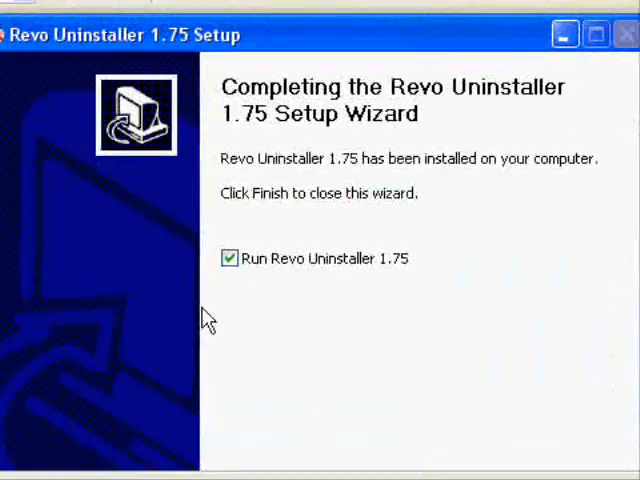 Revo Uninstaller 1.75 Setup
Completing the Revo Uninstaller
1.75 Setup Wizard
Revo Uninstaller 1.75 has been installed on your computer.
Click Finish to close this wizard.
Run Revo Uninstaller 1.75